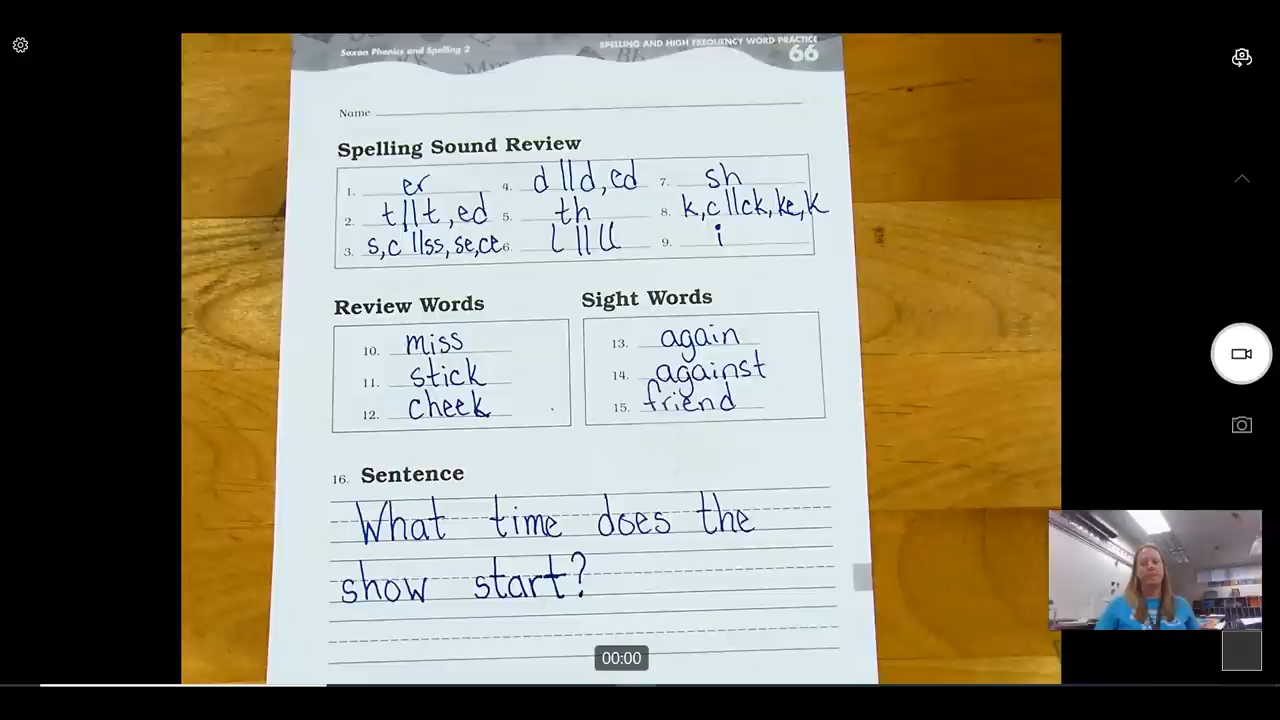 Saxon Phonics and Spelling 2
SPELLING AND HIGH FREQUENCY WORD PRACTICE
66
Name
Spelling Sound Review
1. er
2. t || t, ed
3. s, c || ss, se, ce
4. d || d, ed
5. th
6. l || ll
7. sh
8. k, c || ck, ke, k
9. i
Review Words
10. miss
11. stick
12. cheek
Sight Words
13. again
14. against
15. friend
16. Sentence
What time does the
show start?
00:00